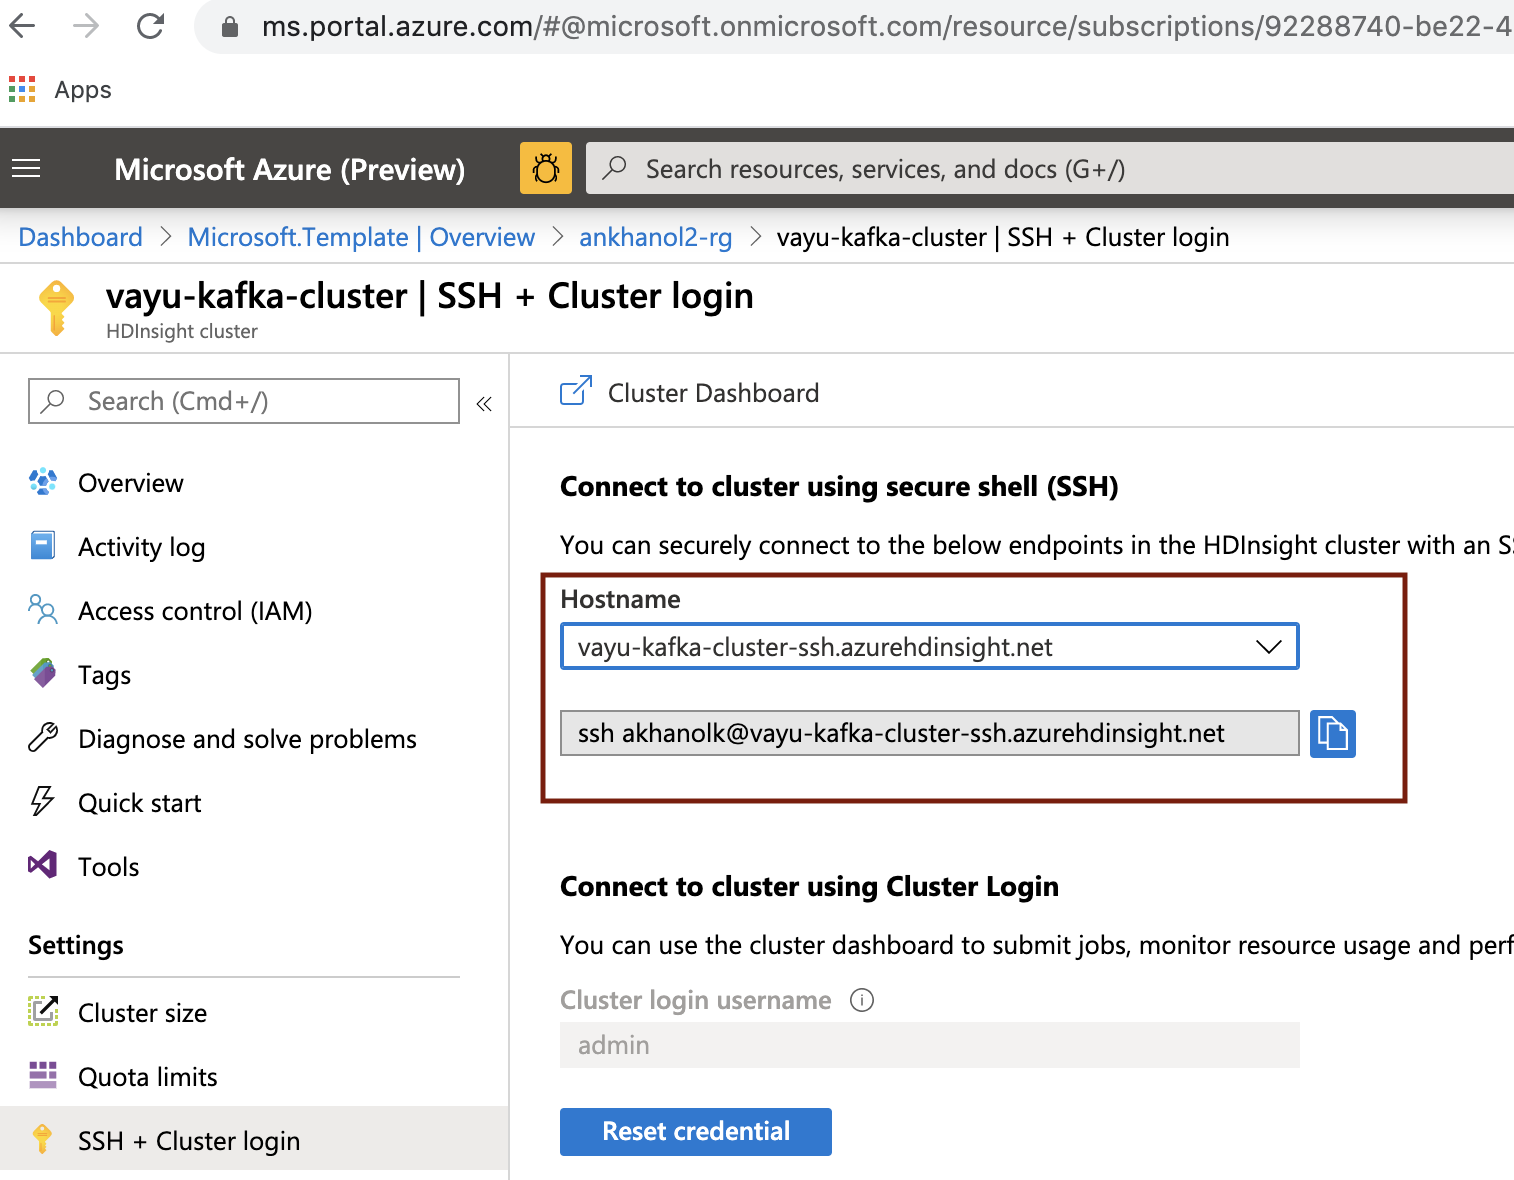 ms.portal.azure.com/#@microsoft.onmicrosoft.com/resource/subscriptions/92288740-be22-4
Apps
Microsoft Azure (Preview)
Search resources, services, and docs (G+/)
Dashboard > Microsoft.Template | Overview > ankhanol2-rg > vayu-kafka-cluster | SSH + Cluster login
vayu-kafka-cluster | SSH + Cluster login
HDInsight cluster
Search (Cmd+/)
«
Overview
Activity log
Access control (IAM)
Tags
Diagnose and solve problems
Quick start
Tools
Settings
Cluster size
Quota limits
SSH + Cluster login
Cluster Dashboard
Connect to cluster using secure shell (SSH)
You can securely connect to the below endpoints in the HDInsight cluster with an SS
Hostname
vayu-kafka-cluster-ssh.azurehdinsight.net
ssh akhanolk@vayu-kafka-cluster-ssh.azurehdinsight.net
Connect to cluster using Cluster Login
You can use the cluster dashboard to submit jobs, monitor resource usage and perf
Cluster login username
admin
Reset credential